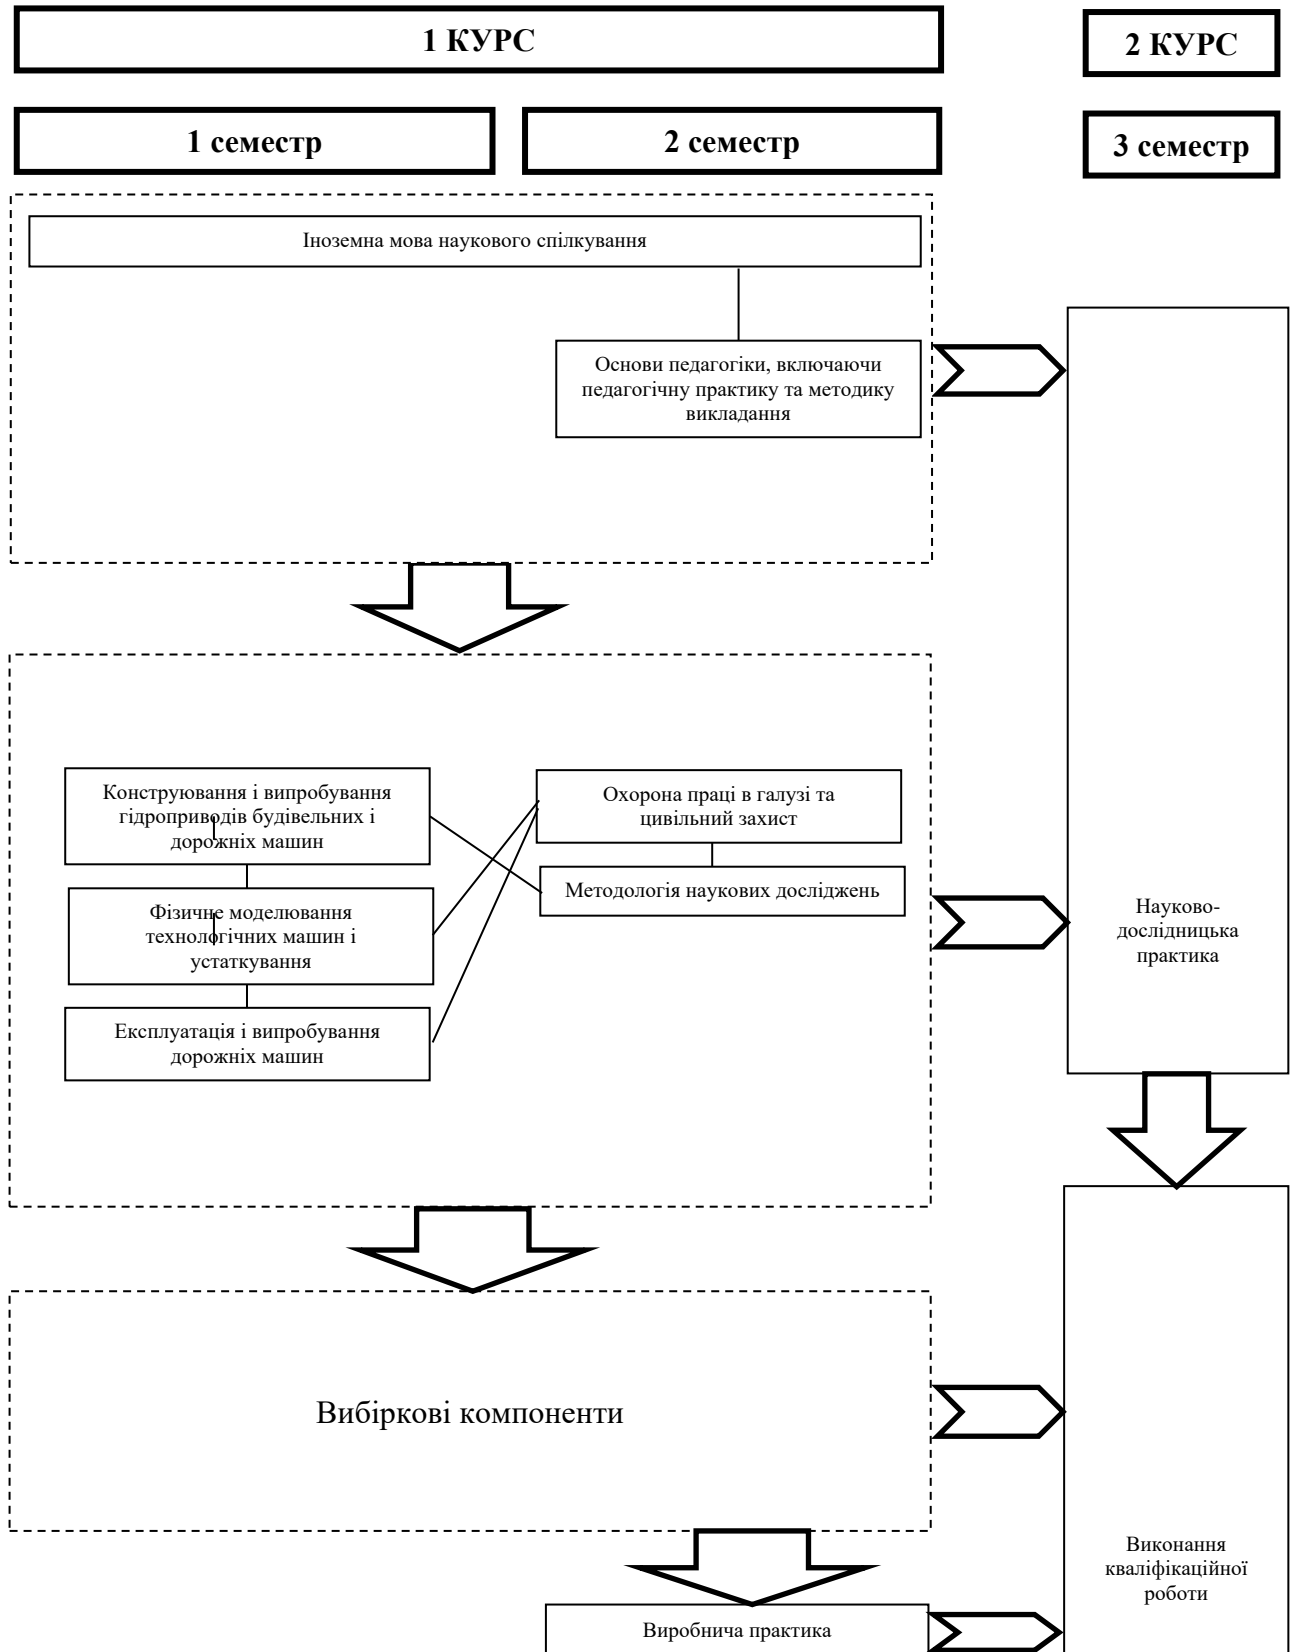 1 КУРС
2 КУРС
1 семестр
2 семестр
3 семестр
Іноземна мова наукового спілкування
Основи педагогіки, включаючи
педагогічну практику та методику
викладання
Конструювання і випробування
гідроприводів будівельних і
дорожніх машин
Охорона праці в галузі та
цивільний захист
Методологія наукових досліджень
Фізичне моделювання
технологічних машин і
устаткування
Експлуатація і випробування
дорожніх машин
Науково-
дослідницька
практика
Вибіркові компоненти
Виконання
кваліфікаційної
роботи
Виробнича практика